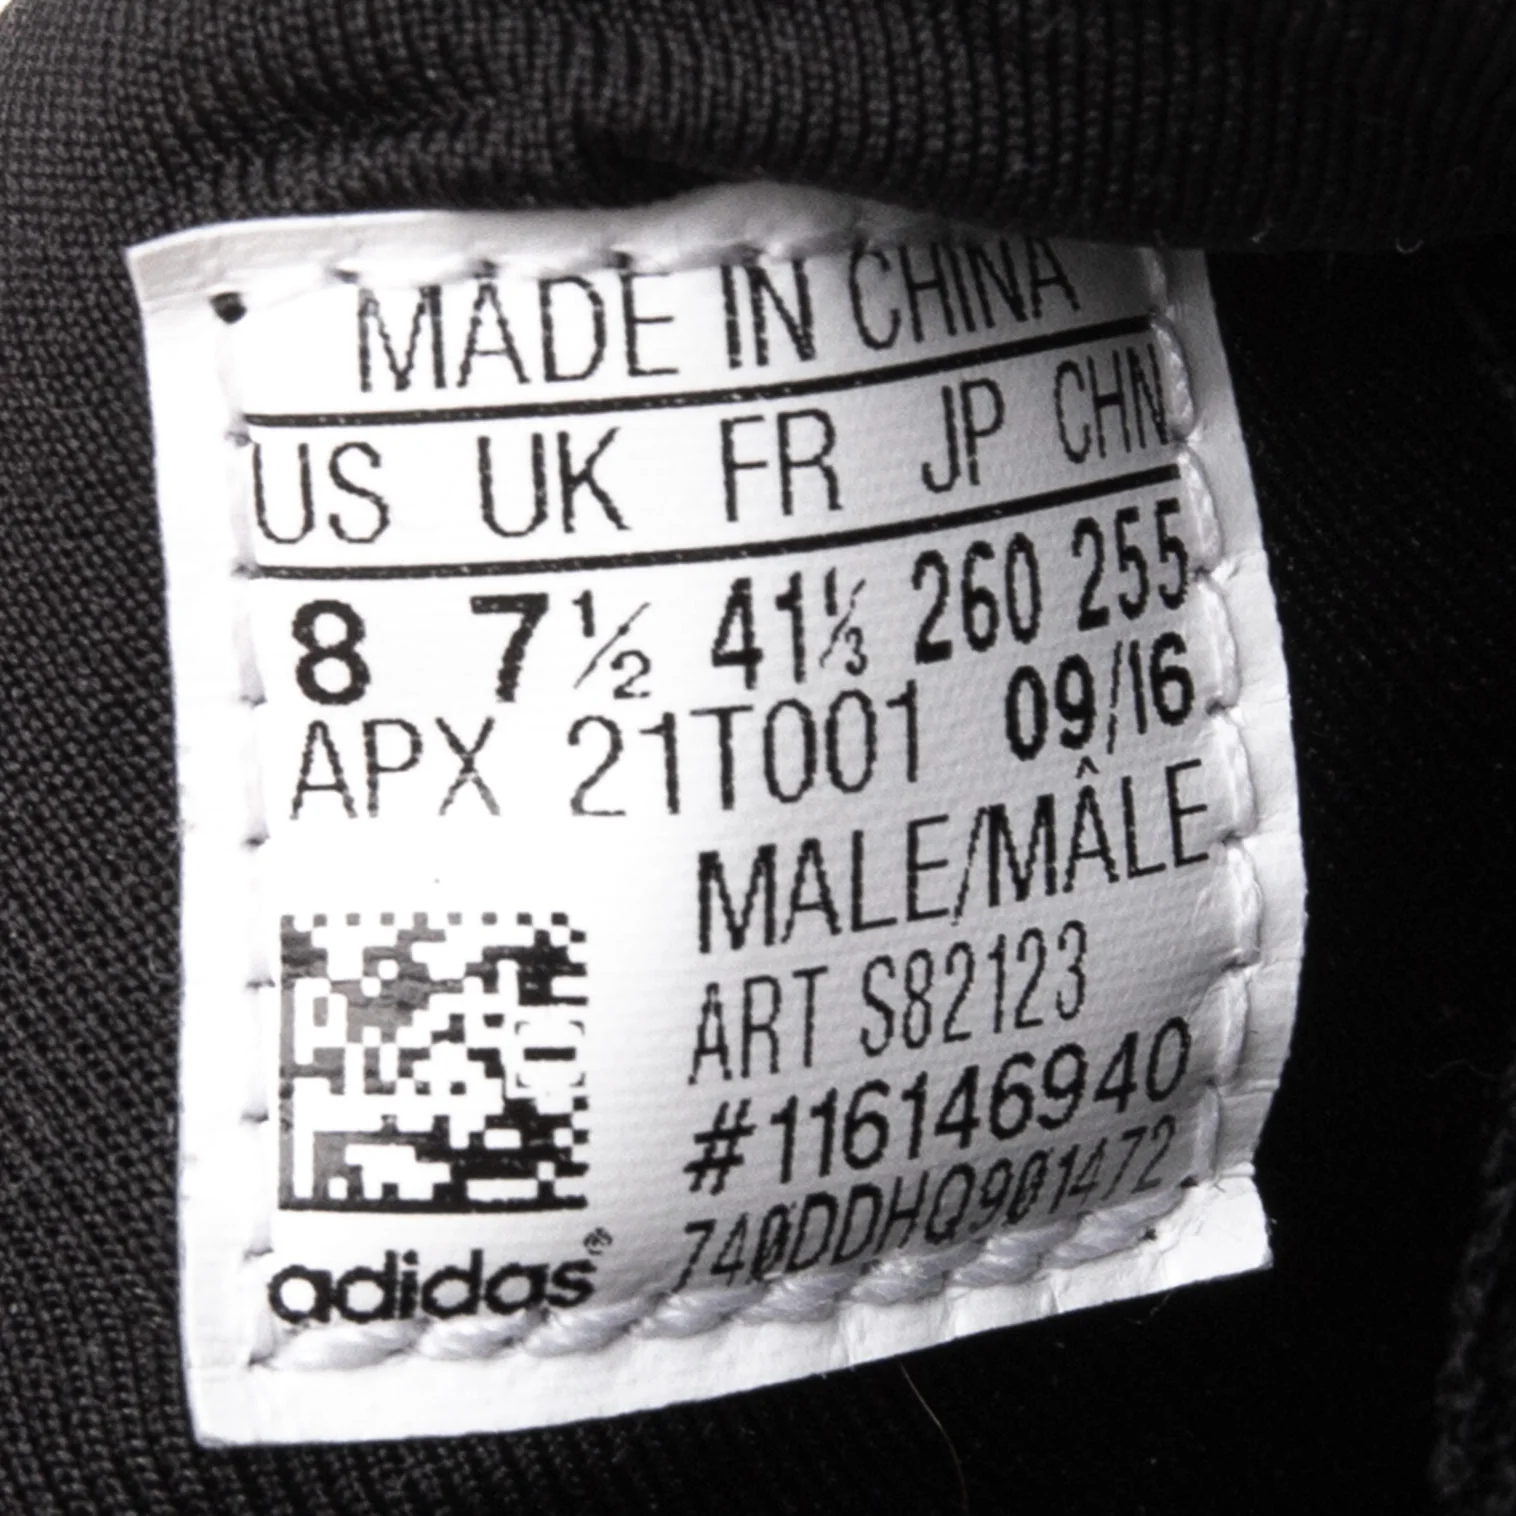 MADE IN CHINA
US UK FR JP CHN
8 7½ 41⅓ 260 255
APX 21T001 09/16
MALE/MÂLE
ART S82123
#116146940
740DDHQ901472
adidas®